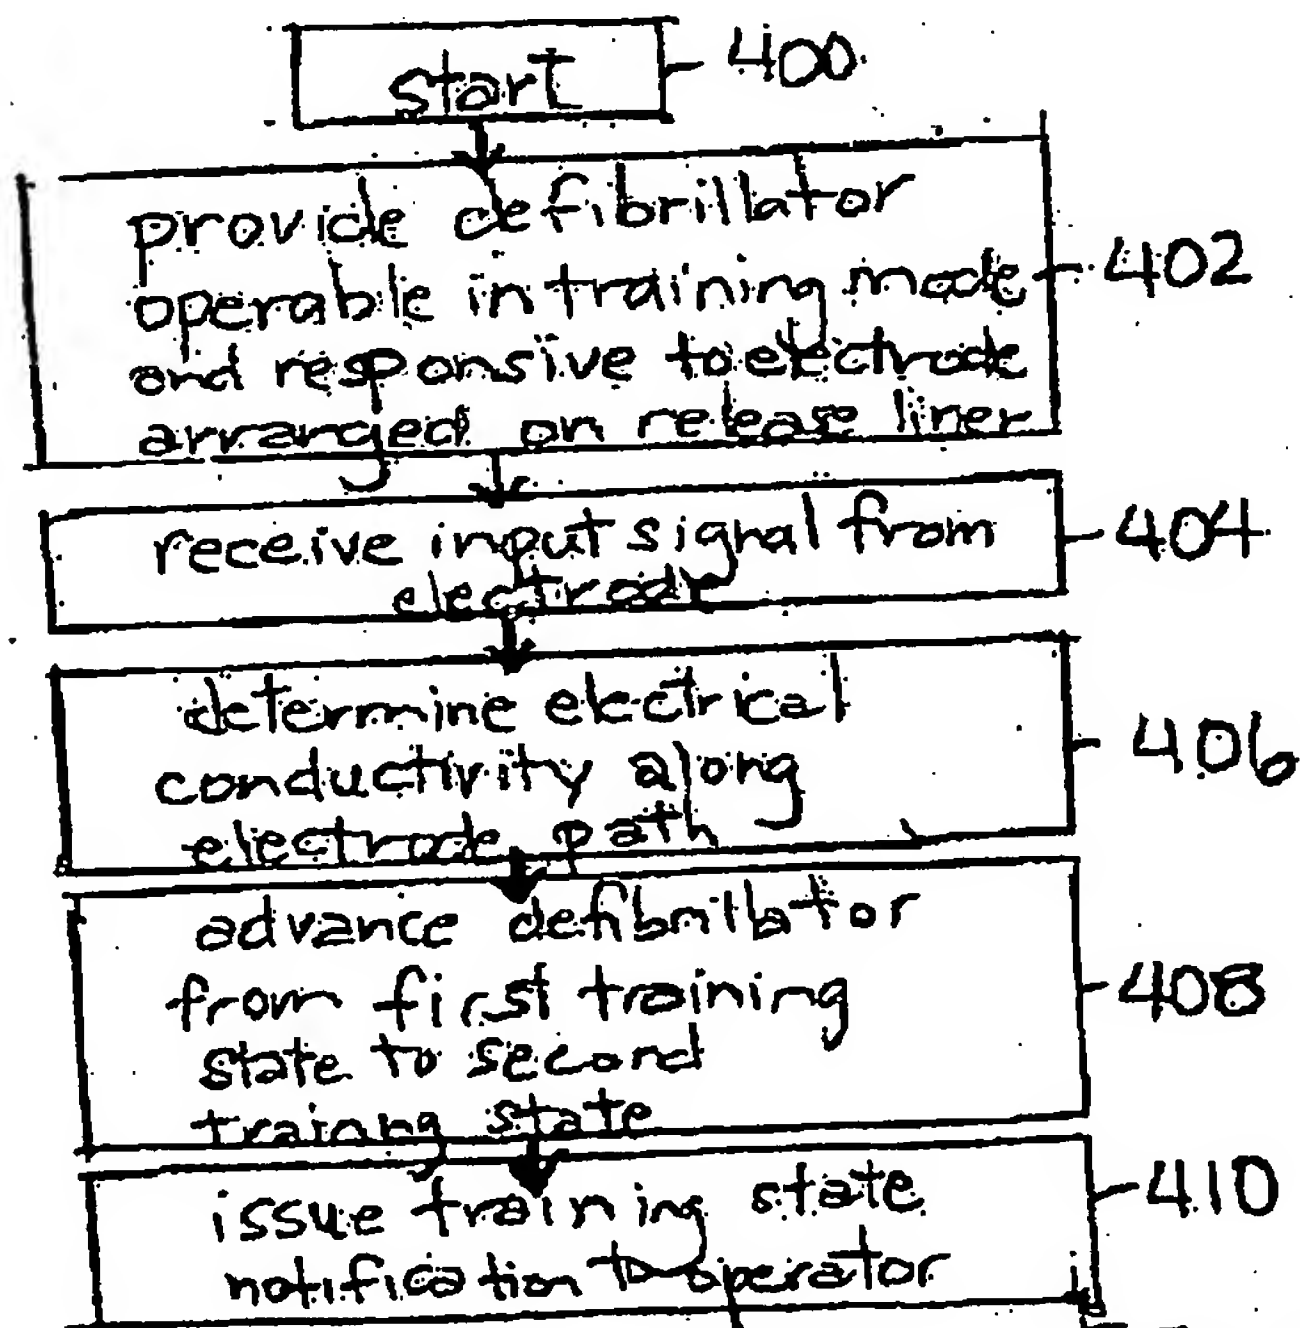 start
400
provide defibrillator
operable in training mode
402
and responsive to electrode
arranged on release liner
receive input signal from
404
electrode
determine electrical
406
conductivity along
electrode path
advance defibrillator
from first training
408
state to second
training state
issue training state
410
notification to operator